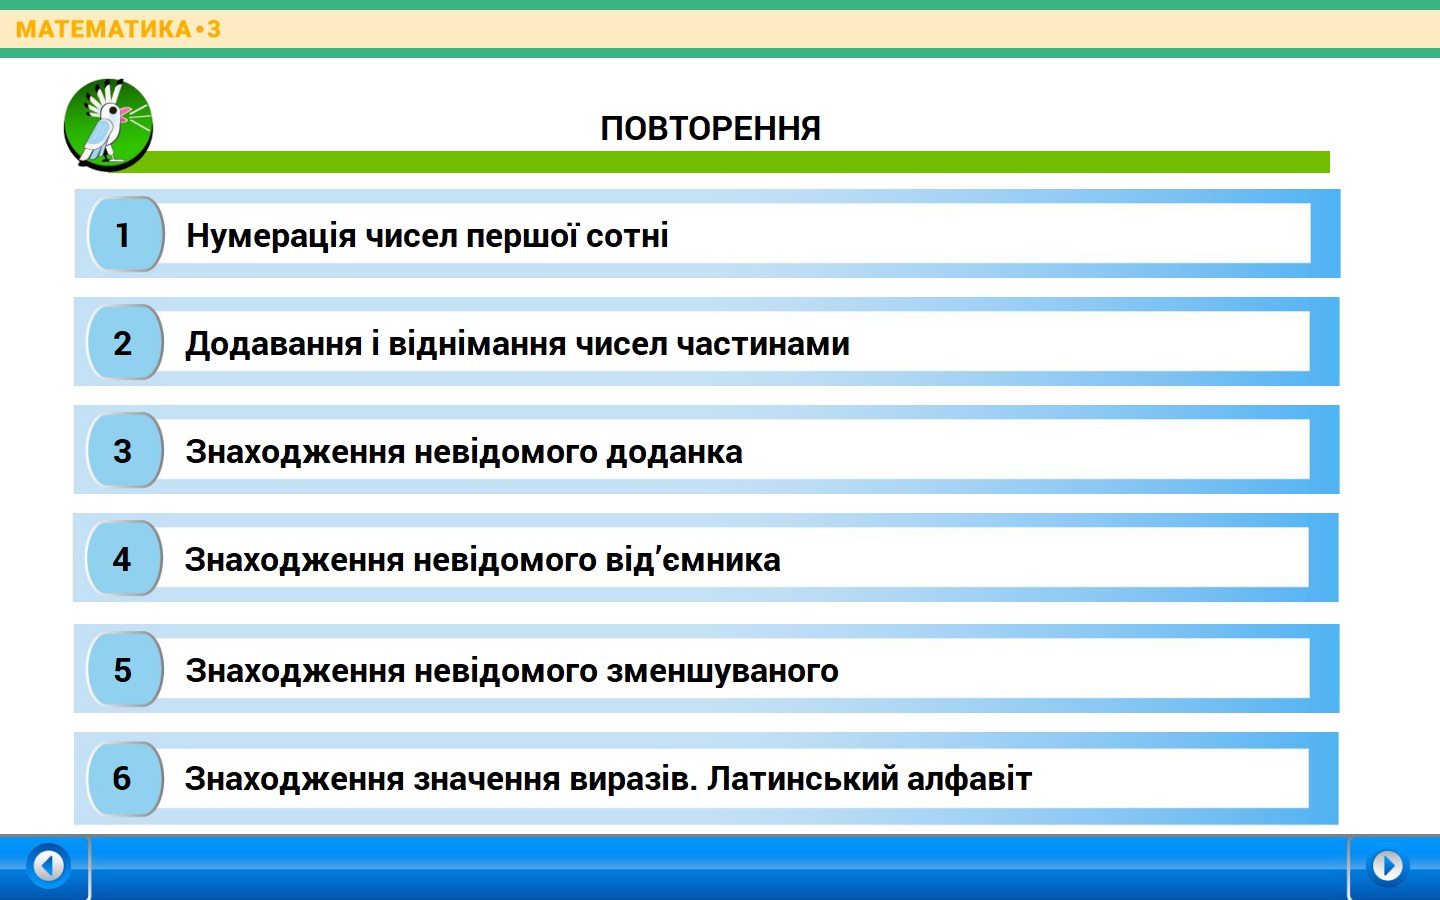 МАТЕМАТИКА•3
ПОВТОРЕННЯ
1 Нумерація чисел першої сотні
2 Додавання і віднімання чисел частинами
3 Знаходження невідомого доданка
4 Знаходження невідомого від’ємника
5 Знаходження невідомого зменшуваного
6 Знаходження значення виразів. Латинський алфавіт